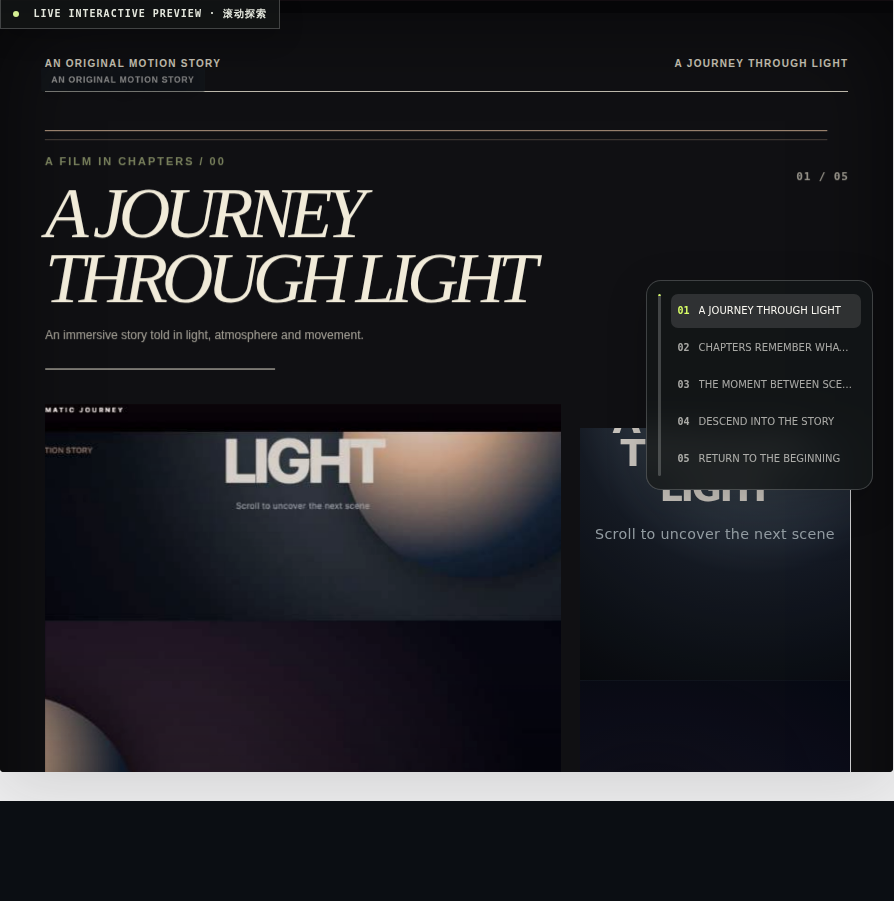 LIVE INTERACTIVE PREVIEW · 滚动探索
AN ORIGINAL MOTION STORY
A JOURNEY THROUGH LIGHT
AN ORIGINAL MOTION STORY
A FILM IN CHAPTERS / 00
01 / 05
A JOURNEY
THROUGH LIGHT
An immersive story told in light, atmosphere and movement.
01 A JOURNEY THROUGH LIGHT
02 CHAPTERS REMEMBER WHA...
03 THE MOMENT BETWEEN SCE...
04 DESCEND INTO THE STORY
05 RETURN TO THE BEGINNING
MATIC JOURNEY
TION STORY
LIGHT
Scroll to uncover the next scene
LIGHT
Scroll to uncover the next scene